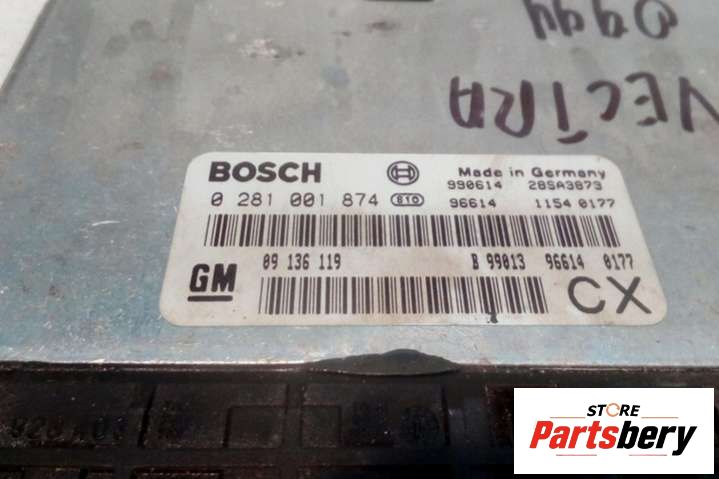 VECTRA
BOSCH
Made in Germany
0 281 001 874 BYO
990614 28SA3873
96614 1154 0177
09 136 119 B 99013 96614 0177
GM
CX
STORE
Partsbery